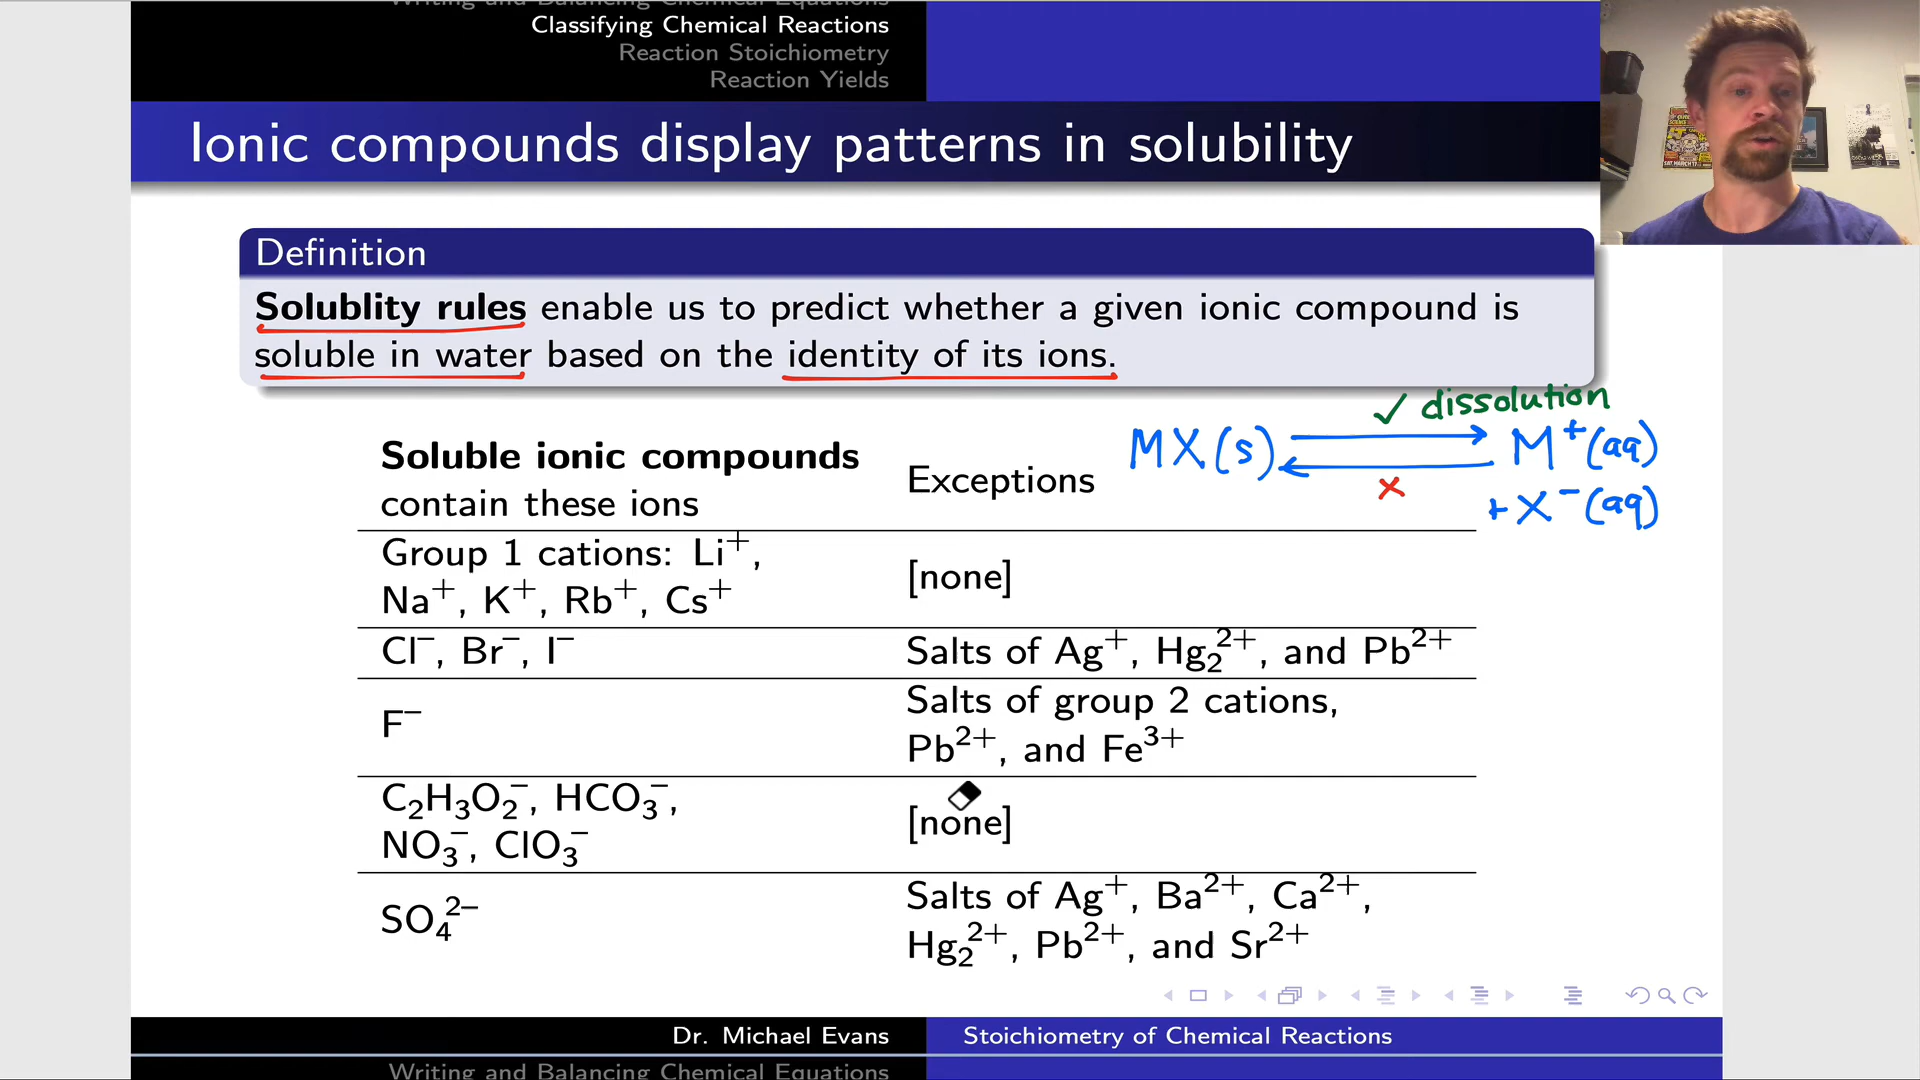 Writing and Balancing Chemical Equations
Classifying Chemical Reactions
Reaction Stoichiometry
Reaction Yields
Ionic compounds display patterns in solubility
Definition
Solublity rules enable us to predict whether a given ionic compound is
soluble in water based on the identity of its ions.
✓ dissolution
MX(s) ⇌ M⁺(aq)
× + X⁻(aq)
Soluble ionic compounds
contain these ions
Exceptions
Group 1 cations: Li⁺,
Na⁺, K⁺, Rb⁺, Cs⁺
[none]
Cl⁻, Br⁻, I⁻
Salts of Ag⁺, Hg₂²⁺, and Pb²⁺
F⁻
Salts of group 2 cations,
Pb²⁺, and Fe³⁺
C₂H₃O₂⁻, HCO₃⁻,
NO₃⁻, ClO₃⁻
[none]
SO₄²⁻
Salts of Ag⁺, Ba²⁺, Ca²⁺,
Hg₂²⁺, Pb²⁺, and Sr²⁺
Dr. Michael Evans
Stoichiometry of Chemical Reactions
Writing and Balancing Chemical Equations